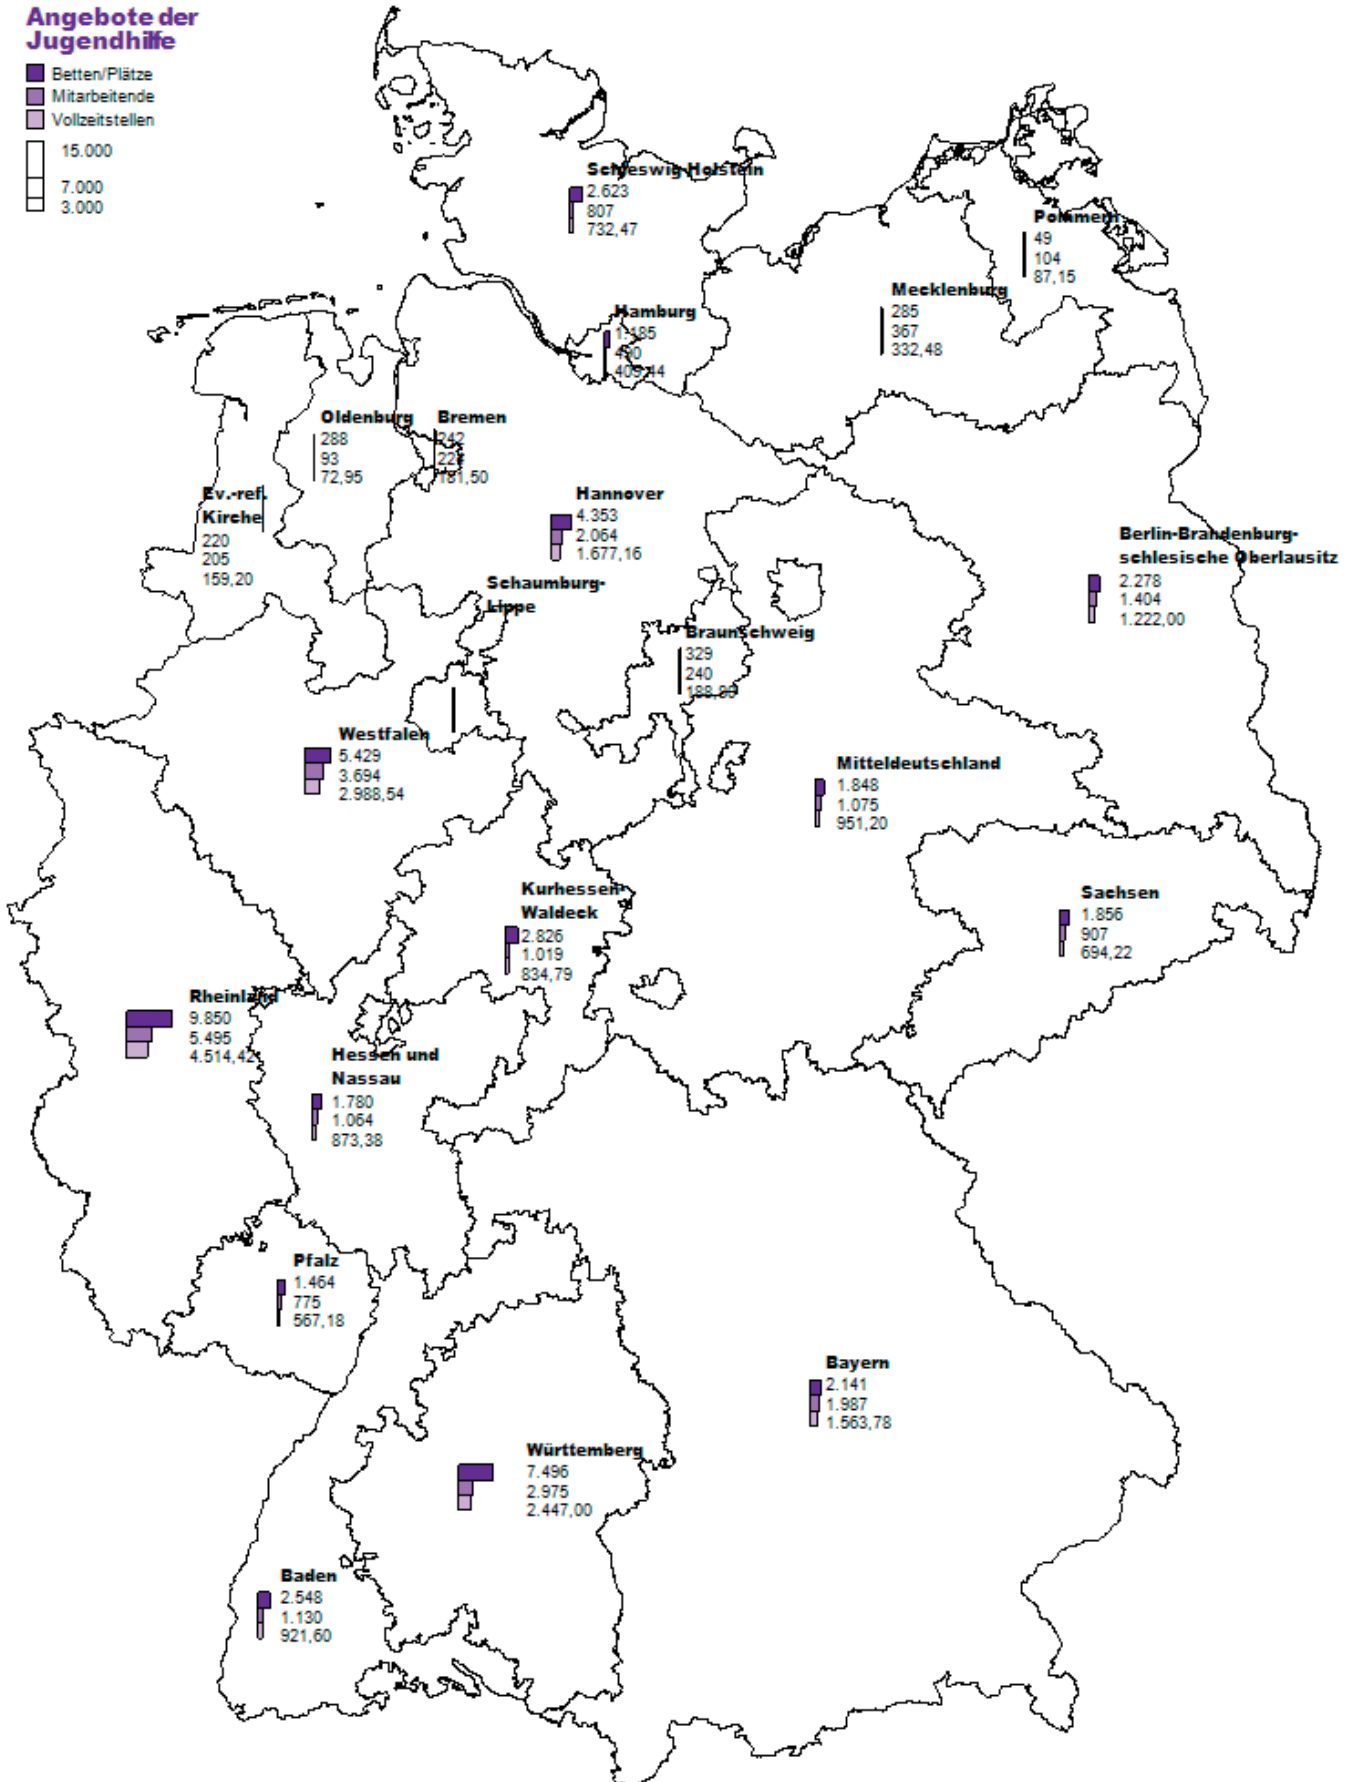 Angebote der
Jugendhilfe
Betten/Plätze
Mitarbeitende
Vollzeitstellen
15.000
7.000
3.000
Schleswig-Holstein
2.623
807
732,47
Pommern
49
104
87,15
Mecklenburg
285
367
332,48
Hamburg
1.185
490
409,44
Oldenburg
288
93
72,95
Bremen
242
224
181,50
Ev.-ref.
Kirche
220
205
159,20
Hannover
4.353
2.064
1.677,16
Berlin-Brandenburg-
schlesische Oberlausitz
2.278
1.404
1.222,00
Schaumburg-
Lippe
Braunschweig
329
240
Westfalen
5.429
3.694
2.988,54
Mitteldeutschland
1.848
1.075
951,20
Kurhessen-
Waldeck
2.826
1.019
834,79
Sachsen
1.856
907
694,22
Rheinland
9.850
5.495
4.514,42
Hessen und
Nassau
1.780
1.064
873,38
Pfalz
1.464
775
567,18
Bayern
2.141
1.987
1.563,78
Württemberg
7.496
2.975
2.447,00
Baden
2.548
1.130
921,60